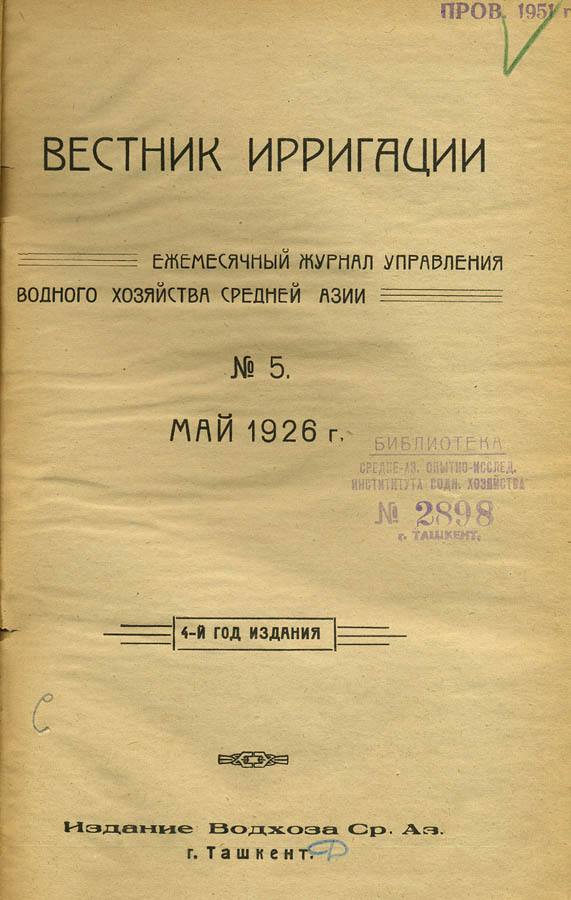 ПРОВ. 1951 г
ВЕСТНИК ИРРИГАЦИИ
ЕЖЕМЕСЯЧНЫЙ ЖУРНАЛ УПРАВЛЕНИЯ
ВОДНОГО ХОЗЯЙСТВА СРЕДНЕЙ АЗИИ
№ 5.
МАЙ 1926 г.
БИБЛИОТЕКА
СРЕДНЕ-АЗ. ОПЫТНО-ИССЛЕД.
ИНСТИТИТУТА ВОДН. ХОЗЯЙСТВА
№ 2898
г. ТАШКЕНТ.
4-Й ГОД ИЗДАНИЯ
Издание Водхоза Ср. Аз.
г. Ташкент.